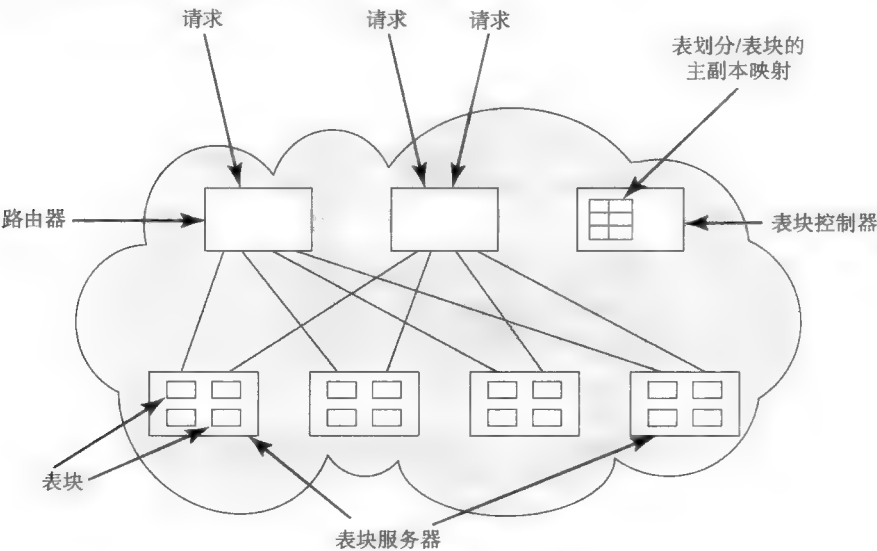 请求
请求
请求
表划分/表块的
主副本映射
路由器
表块控制器
表块
表块服务器